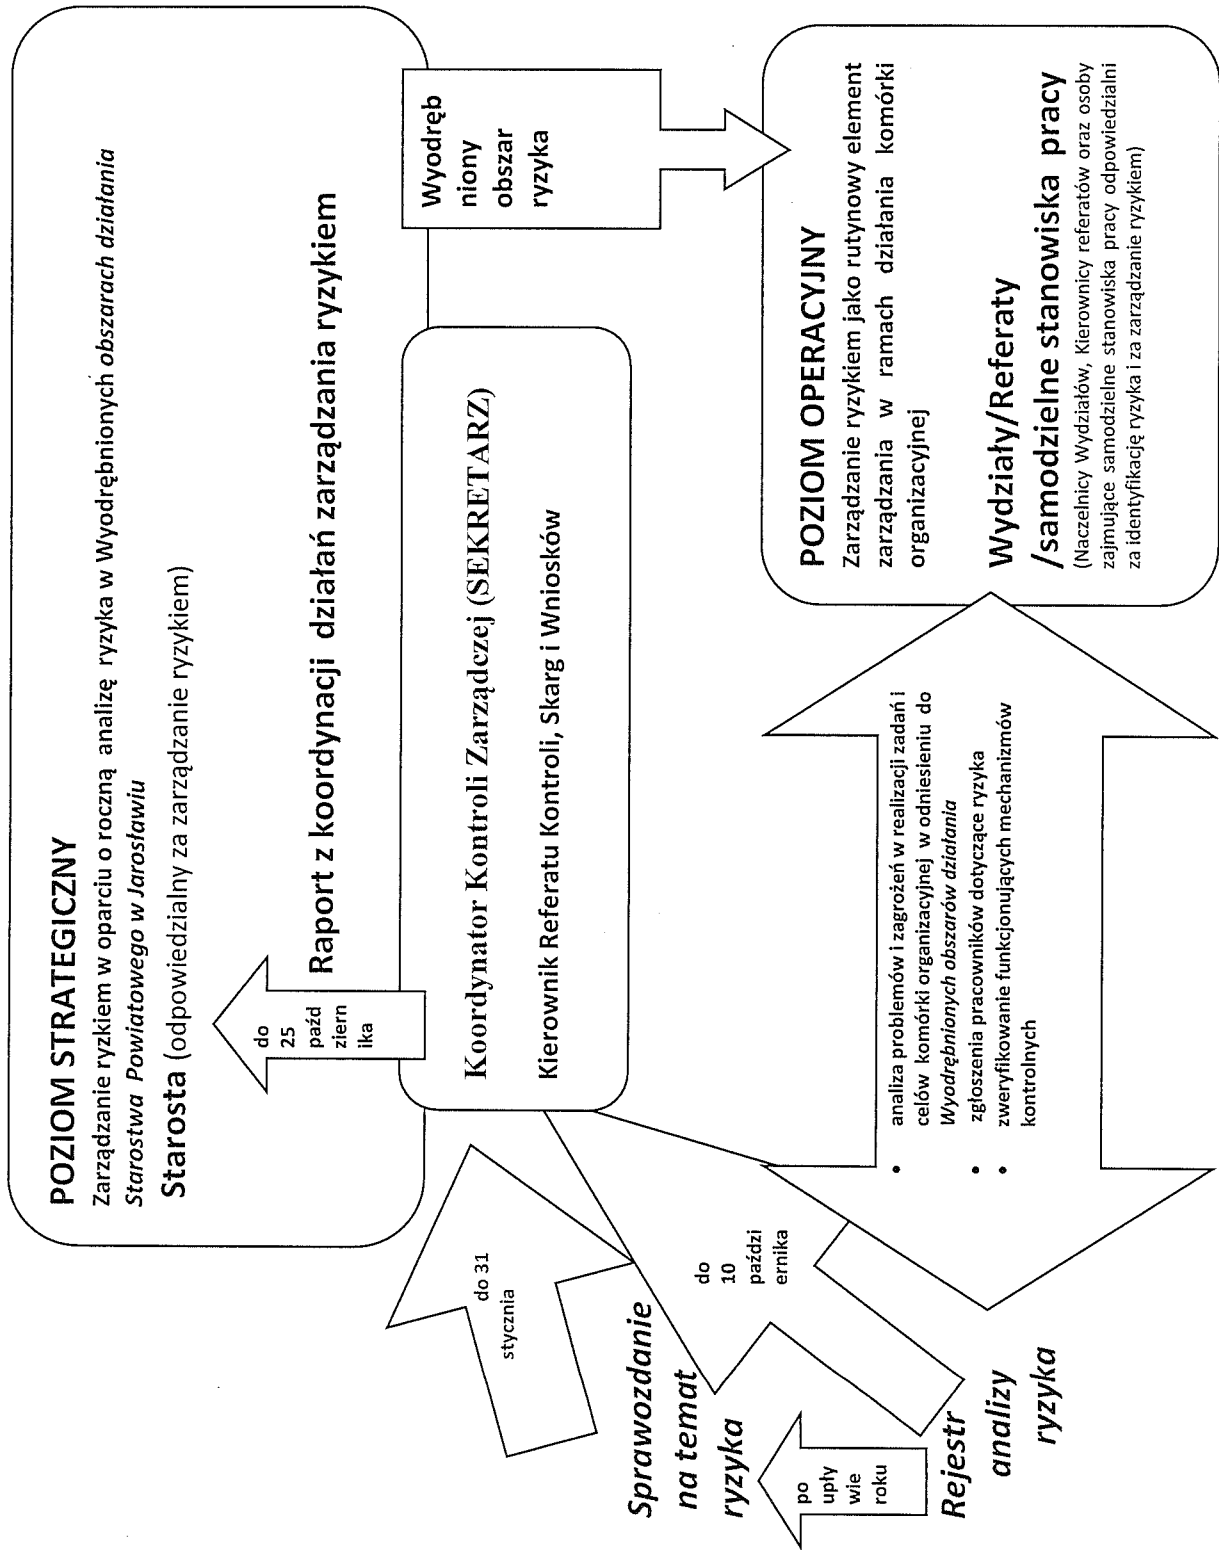 POZIOM STRATEGICZNY
Zarządzanie ryzkiem w oparciu o roczną analizę ryzyka w Wyodrębnionych obszarach działania
Starostwa Powiatowego w Jarosławiu
Starosta (odpowiedzialny za zarządzanie ryzykiem)
do
25
paźd
ziern
ika
Raport z koordynacji działań zarządzania ryzykiem
Koordynator Kontroli Zarządczej (SEKRETARZ)
Kierownik Referatu Kontroli, Skarg i Wniosków
Wyodręb
niony
obszar
ryzyka
do 31
stycznia
Sprawozdanie
na temat
ryzyka
do
10
paździ
ernika
po
upły
wie
roku
Rejestr
analizy
ryzyka
• analiza problemów i zagrożeń w realizacji zadań i
celów komórki organizacyjnej w odniesieniu do
Wyodrębnionych obszarów działania
• zgłoszenia pracowników dotyczące ryzyka
• zweryfikowanie funkcjonujących mechanizmów
kontrolnych
POZIOM OPERACYJNY
Zarządzanie ryzykiem jako rutynowy element
zarządzania w ramach działania komórki
organizacyjnej
Wydziały/Referaty
/samodzielne stanowiska pracy
(Naczelnicy Wydziałów, Kierownicy referatów oraz osoby
zajmujące samodzielne stanowiska pracy odpowiedzialni
za identyfikację ryzyka i za zarządzanie ryzykiem)